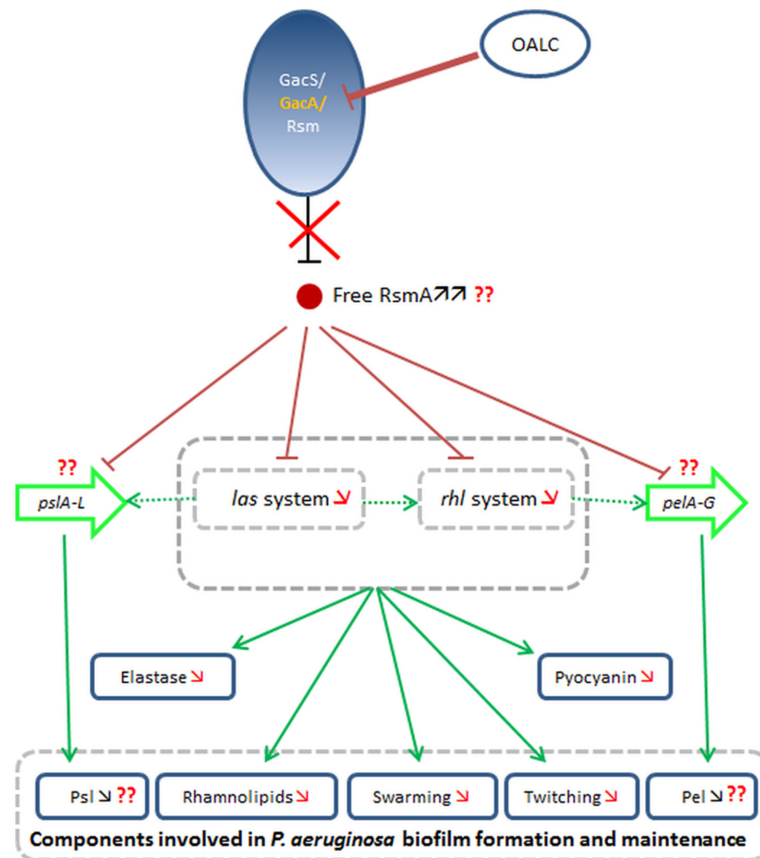 OALC
GacS/
GacA/
Rsm
Free RsmA↗↗ ??
??
??
pslA-L
las system ↘
rhl system ↘
pelA-G
Elastase ↘
Pyocyanin ↘
Psl ↘ ??
Rhamnolipids ↘
Swarming ↘
Twitching ↘
Pel ↘ ??
Components involved in P. aeruginosa biofilm formation and maintenance